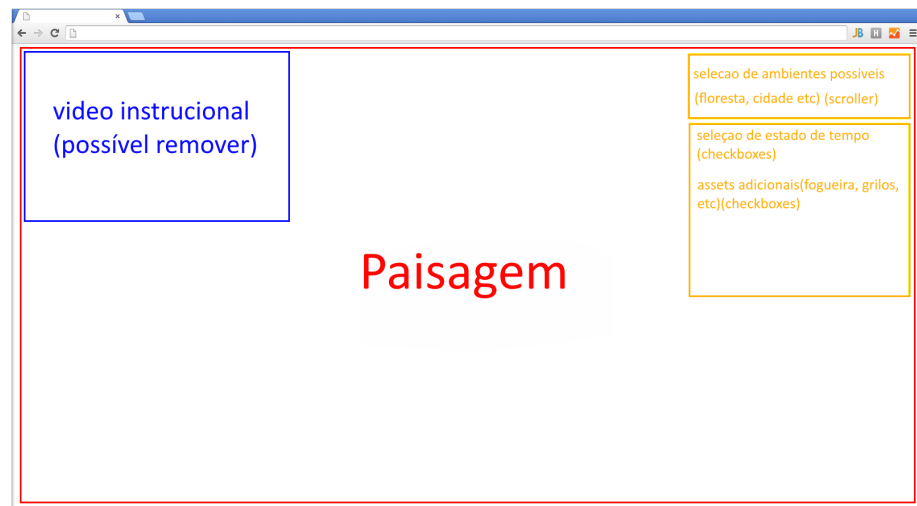 JB H
video instrucional
(possível remover)
selecao de ambientes possiveis
(floresta, cidade etc) (scroller)
seleçao de estado de tempo
(checkboxes)
assets adicionais(fogueira, grilos,
etc)(checkboxes)
Paisagem